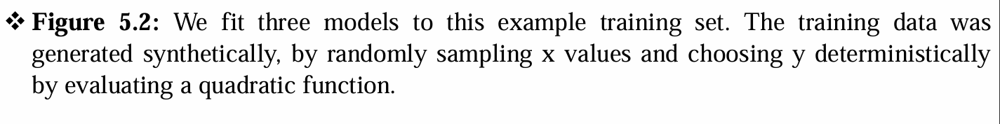 ❖ Figure 5.2: We fit three models to this example training set. The training data was
generated synthetically, by randomly sampling x values and choosing y deterministically
by evaluating a quadratic function.